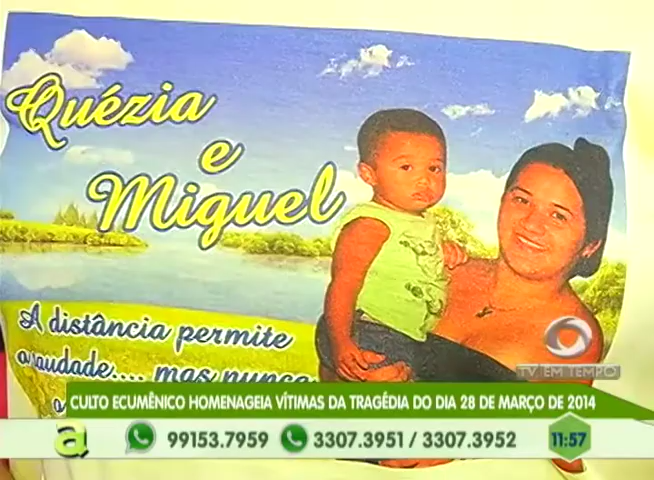 Quézia
e
Miguel
A distância permite
a saudade.... mas nunca
TV EM TEMPO
CULTO ECUMÊNICO HOMENAGEIA VÍTIMAS DA TRAGÉDIA DO DIA 28 DE MARÇO DE 2014
a
99153.7959
3307.3951 / 3307.3952
11:57